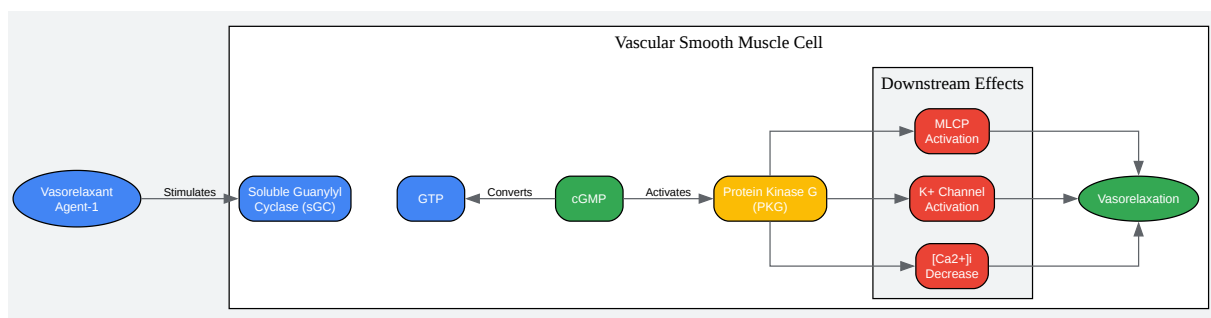 Vascular Smooth Muscle Cell
Downstream Effects
Vasorelaxant
Agent-1
Stimulates
Soluble Guanylyl
Cyclase (sGC)
GTP
Converts
cGMP
Activates
Protein Kinase G
(PKG)
MLCP
Activation
K+ Channel
Activation
[Ca2+]i
Decrease
Vasorelaxation